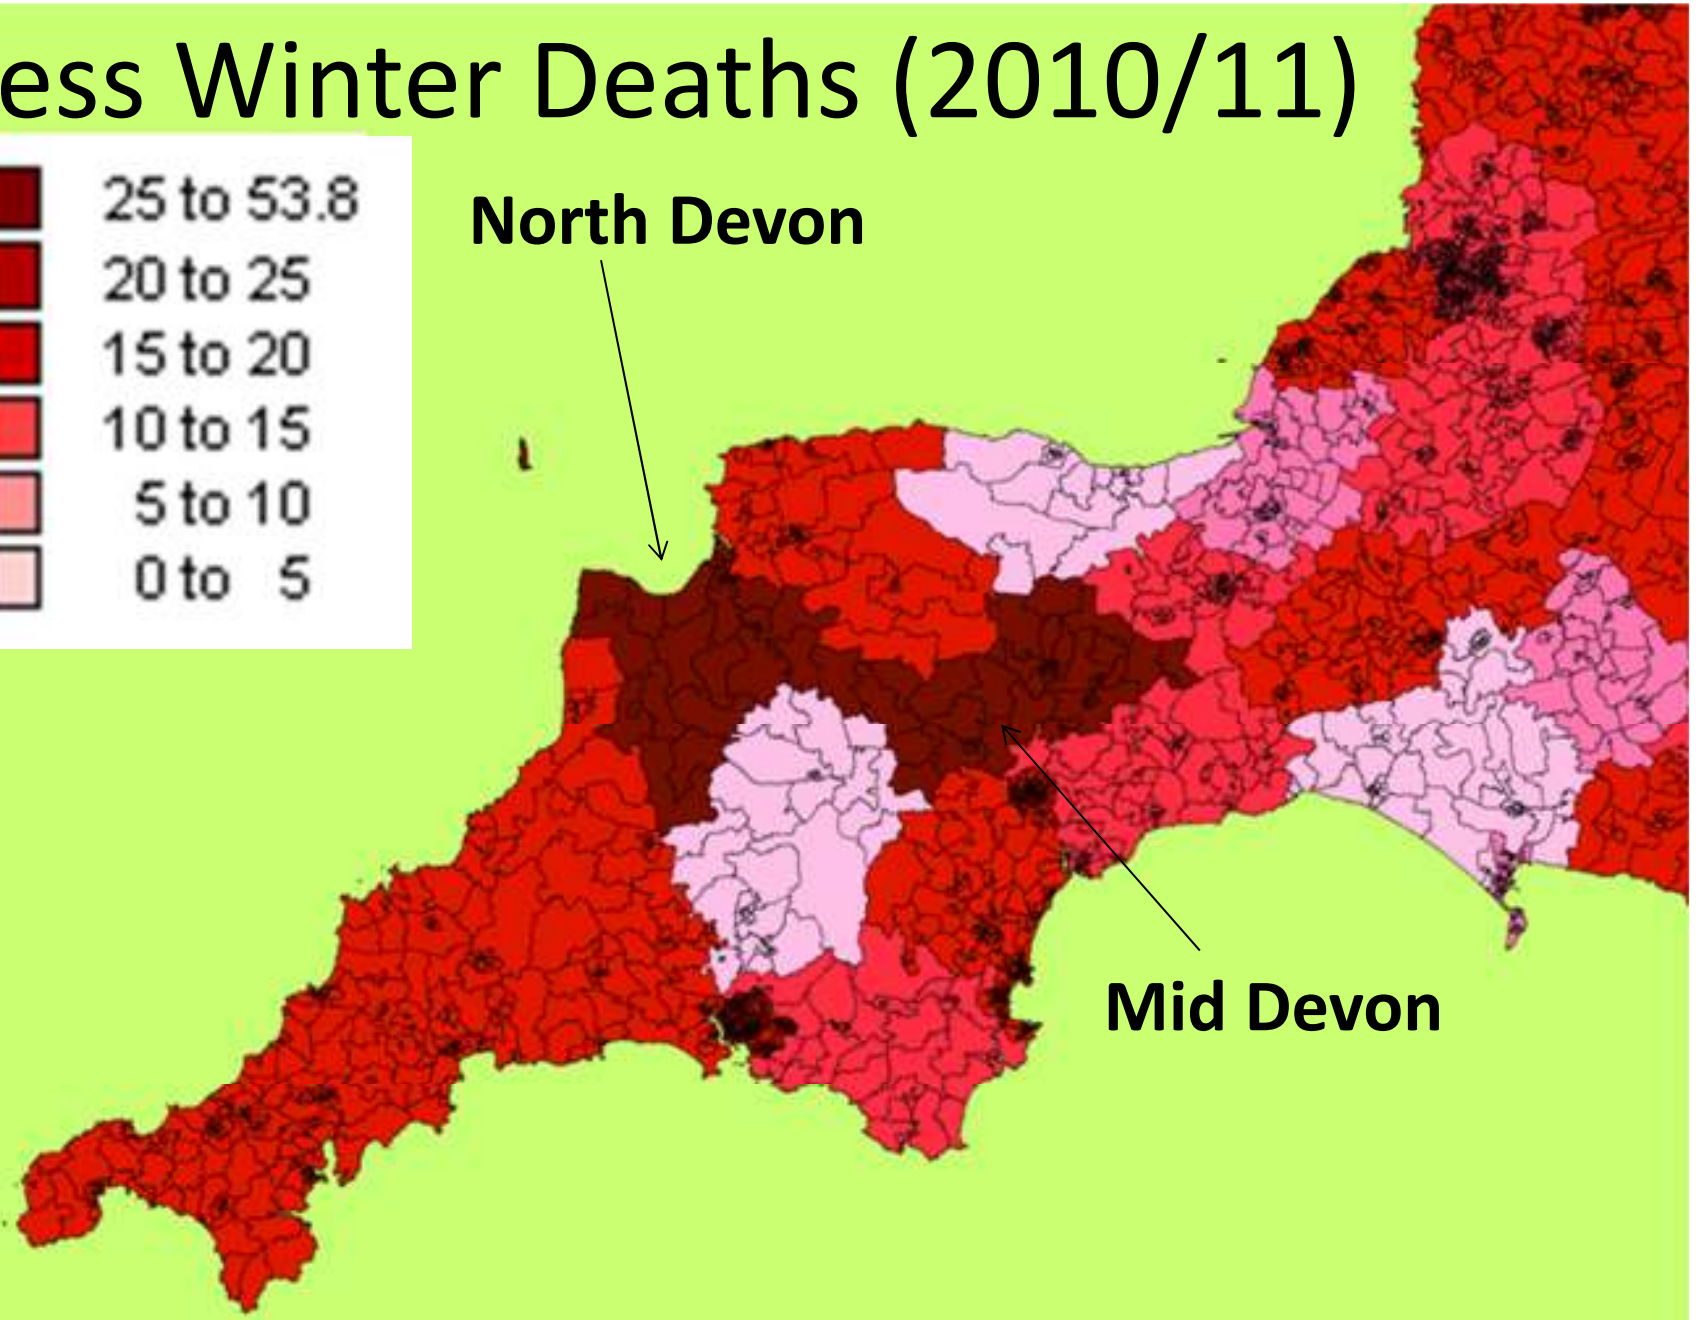 ess Winter Deaths (2010/11)
25 to 53.8
20 to 25
15 to 20
10 to 15
5 to 10
0 to 5
North Devon
Mid Devon